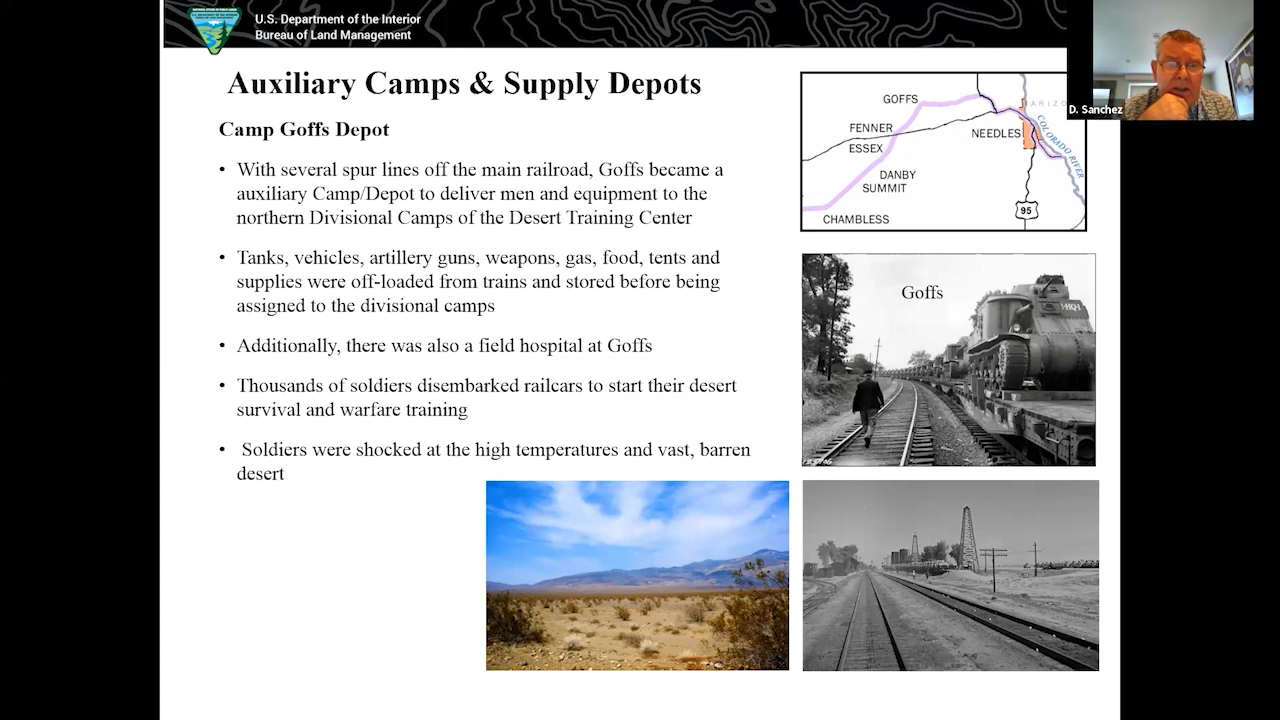 U.S. Department of the Interior
Bureau of Land Management
Auxiliary Camps & Supply Depots
Camp Goffs Depot
• With several spur lines off the main railroad, Goffs became a
auxiliary Camp/Depot to deliver men and equipment to the
northern Divisional Camps of the Desert Training Center
• Tanks, vehicles, artillery guns, weapons, gas, food, tents and
supplies were off-loaded from trains and stored before being
assigned to the divisional camps
• Additionally, there was also a field hospital at Goffs
• Thousands of soldiers disembarked railcars to start their desert
survival and warfare training
• Soldiers were shocked at the high temperatures and vast, barren
desert
D. Sanchez
GOFFS
ARIZO
FENNER
NEEDLES
COLORADO RIVER
ESSEX
DANBY
SUMMIT
95
CHAMBLESS
Goffs